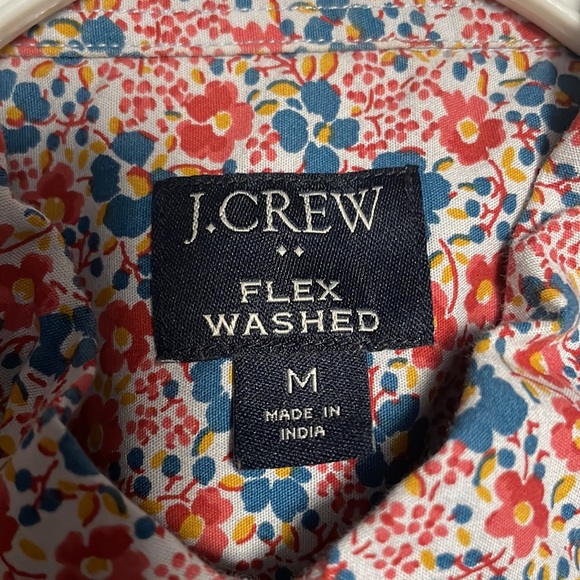 J.CREW
FLEX
WASHED
M
MADE IN
INDIA